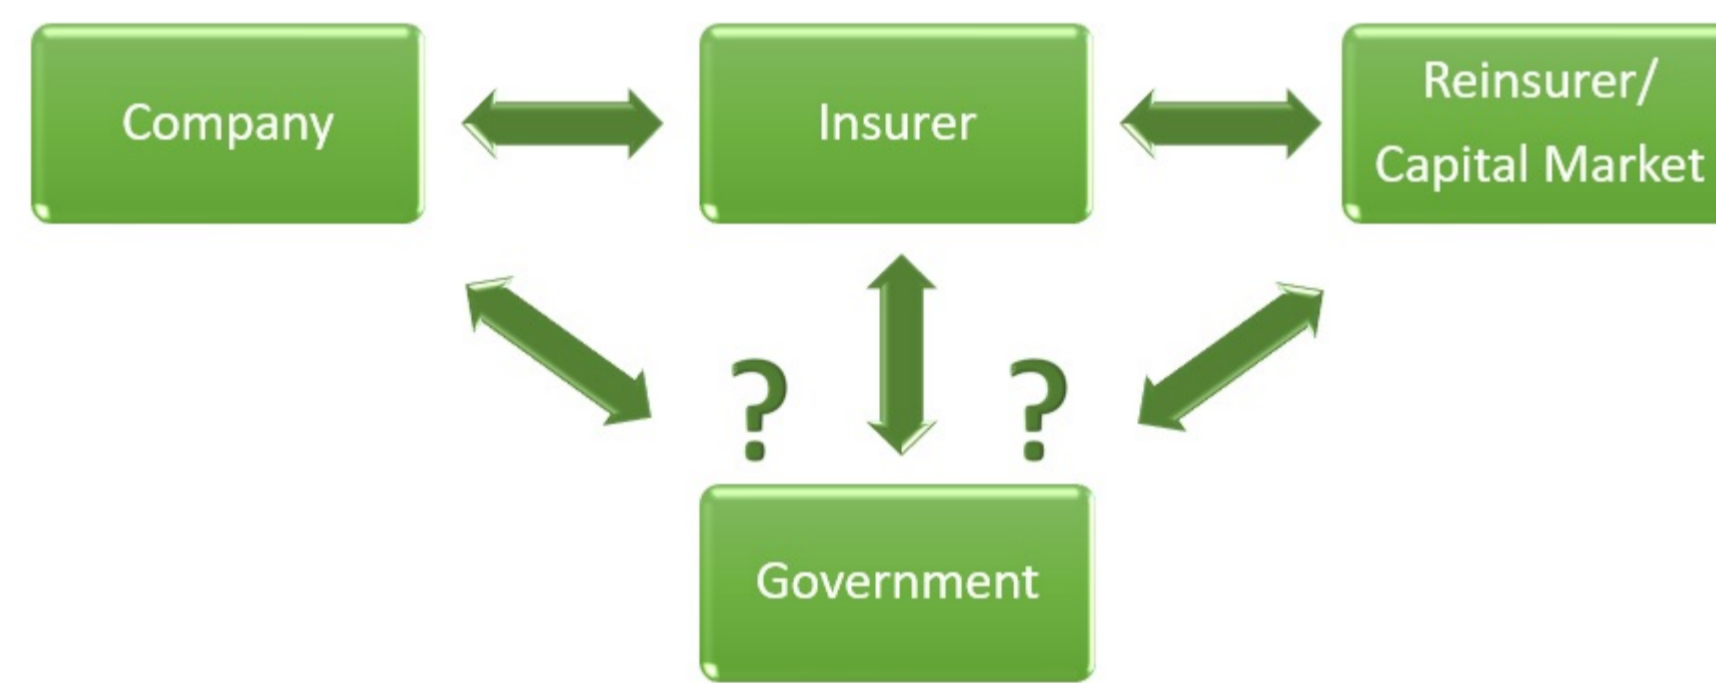 Company
Insurer
Reinsurer/
Capital Market
?
?
Government